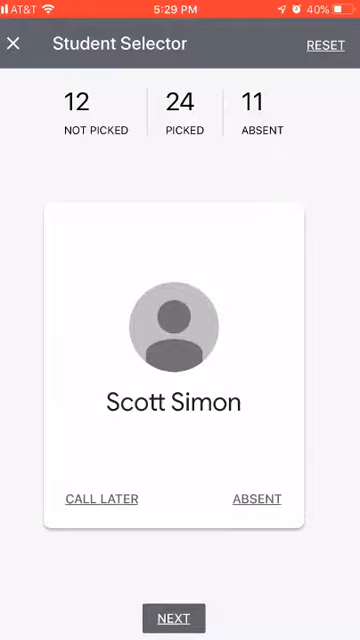 AT&T 5:29 PM 40%
Student Selector RESET
12 24 11
NOT PICKED PICKED ABSENT
Scott Simon
CALL LATER ABSENT
NEXT